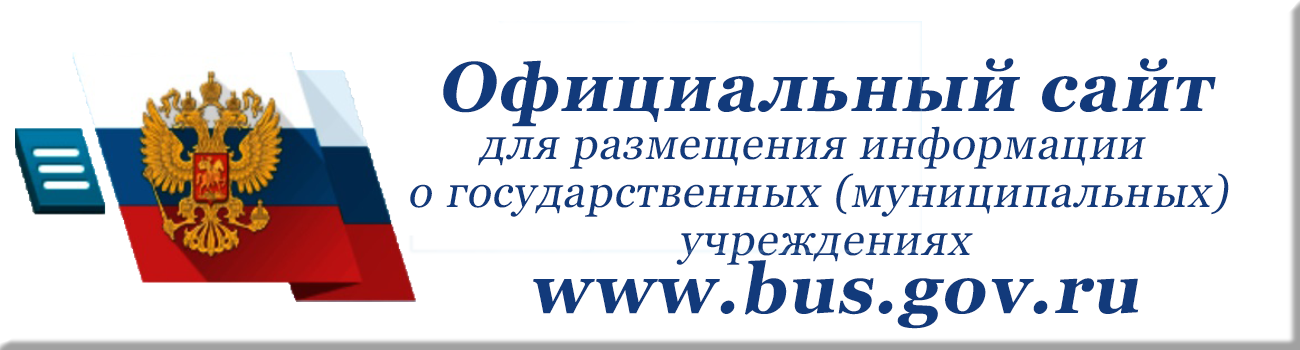 Официальный сайт
для размещения информации
о государственных (муниципальных)
учреждениях
www.bus.gov.ru